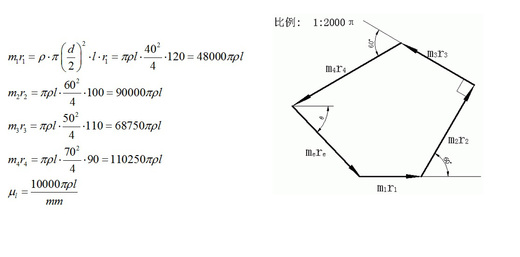 m₁r₁ = ρ·π(d/2)²·l·r₁ = πρl·40²/4·120 = 48000πρl
m₂r₂ = πρl·60²/4·100 = 90000πρl
m₃r₃ = πρl·50²/4·110 = 68750πρl
m₄r₄ = πρl·70²/4·90 = 110250πρl
μₗ = 10000πρl/mm
比例: 1:2000π
60°
m₃r₃
m₄r₄
θ
m₂r₂
mₑrₑ
60°
m₁r₁